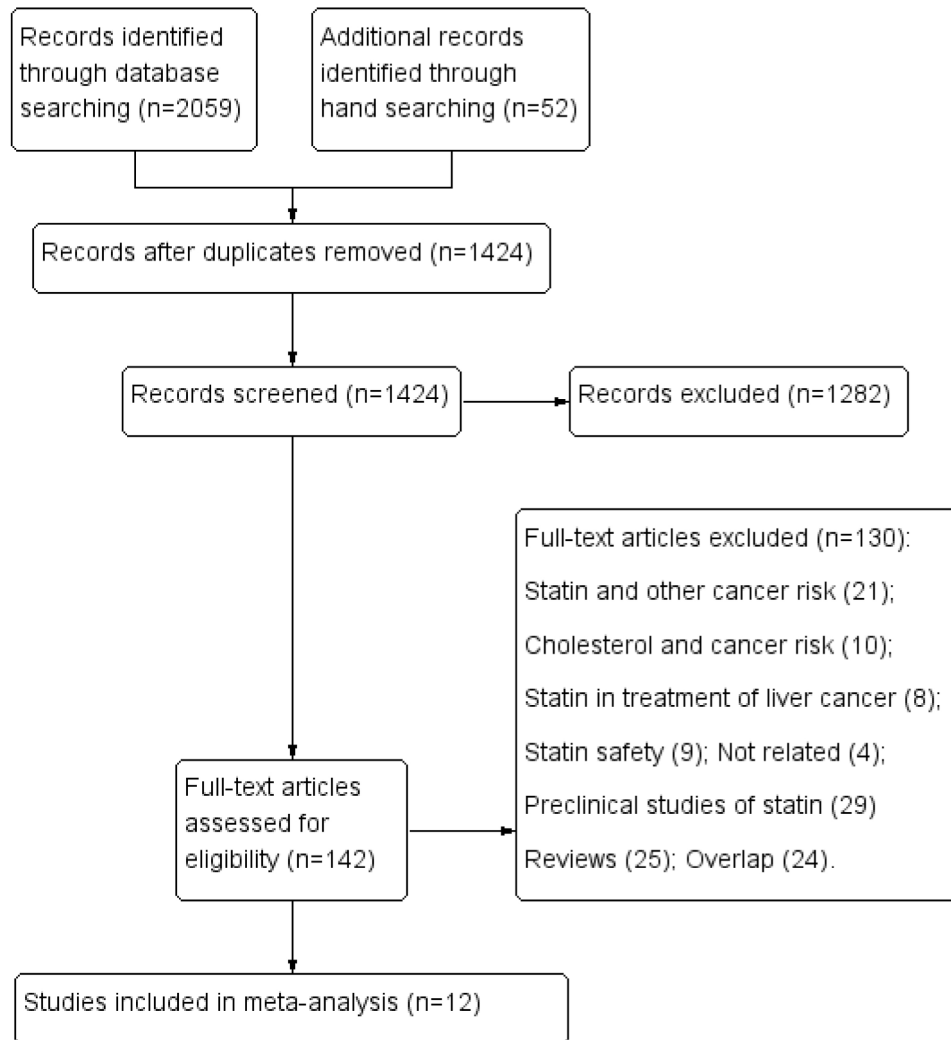 Records identified
through database
searching (n=2059)
Additional records
identified through
hand searching (n=52)
Records after duplicates removed (n=1424)
Records screened (n=1424)
Records excluded (n=1282)
Full-text articles excluded (n=130):
Statin and other cancer risk (21);
Cholesterol and cancer risk (10);
Statin in treatment of liver cancer (8);
Statin safety (9); Not related (4);
Preclinical studies of statin (29)
Reviews (25); Overlap (24).
Full-text articles
assessed for
eligibility (n=142)
Studies included in meta-analysis (n=12)